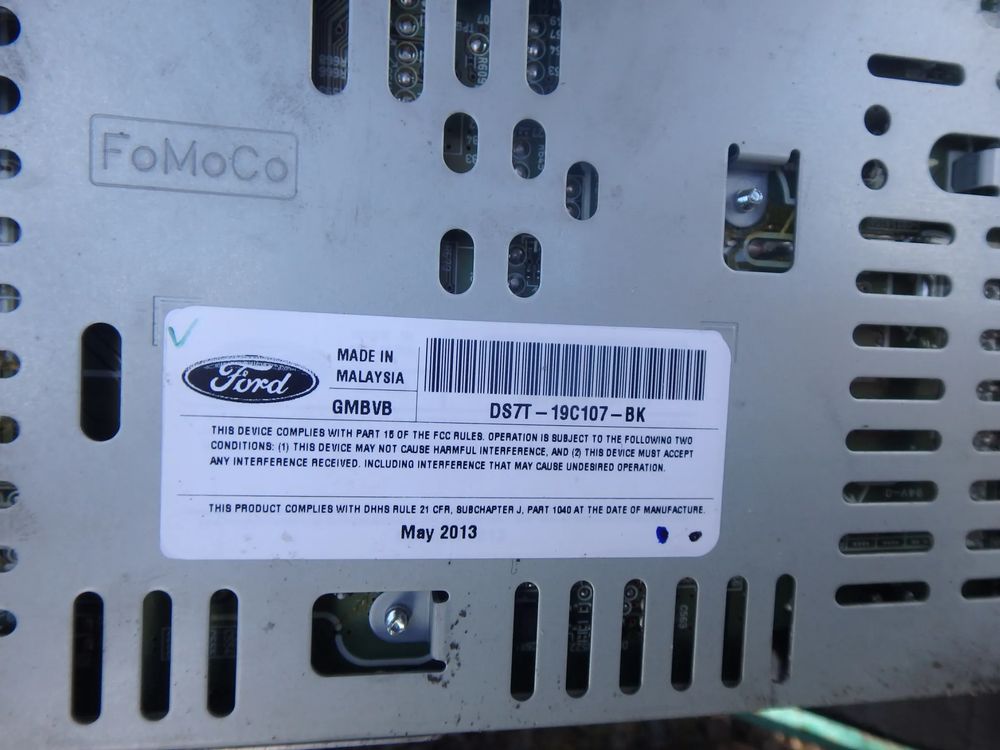 FoMoCo
Ford
MADE IN
MALAYSIA
GMBVB
DS7T-19C107-BK
THIS DEVICE COMPLIES WITH PART 15 OF THE FCC RULES. OPERATION IS SUBJECT TO THE FOLLOWING TWO
CONDITIONS: (1) THIS DEVICE MAY NOT CAUSE HARMFUL INTERFERENCE, AND (2) THIS DEVICE MUST ACCEPT
ANY INTERFERENCE RECEIVED. INCLUDING INTERFERENCE THAT MAY CAUSE UNDESIRED OPERATION.
THIS PRODUCT COMPLIES WITH DHHS RULE 21 CFR, SUBCHAPTER J, PART 1040 AT THE DATE OF MANUFACTURE.
May 2013
94V-0